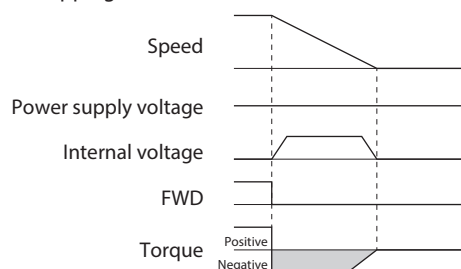 Speed
Power supply voltage
Internal voltage
FWD
Torque
Positive
Negative